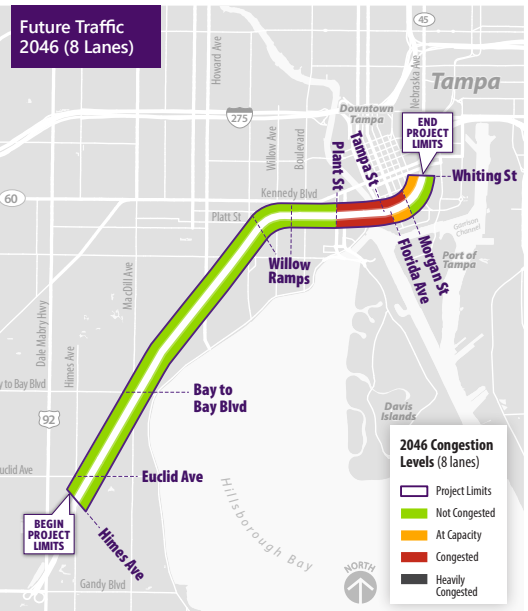 Future Traffic
2046 (8 Lanes)
45
Howard Ave
Nebraska Ave
Tampa
275
Downtown
Tampa
END
PROJECT
LIMITS
Willow Ave
Boulevard
Plant St
Tampa St
Whiting St
60
Kennedy Blvd
Platt St
Garrison
Channel
Willow
Ramps
Florida Ave
Morgan St
Port of
Tampa
MacDill Ave
Dale Mabry Hwy
Himes Ave
y to Bay Blvd
Bay to
Bay Blvd
92
Davis
Islands
uclid Ave
Euclid Ave
BEGIN
PROJECT
LIMITS
Himes Ave
Hillsborough Bay
Gandy Blvd
NORTH
2046 Congestion
Levels (8 lanes)
Project Limits
Not Congested
At Capacity
Congested
Heavily
Congested